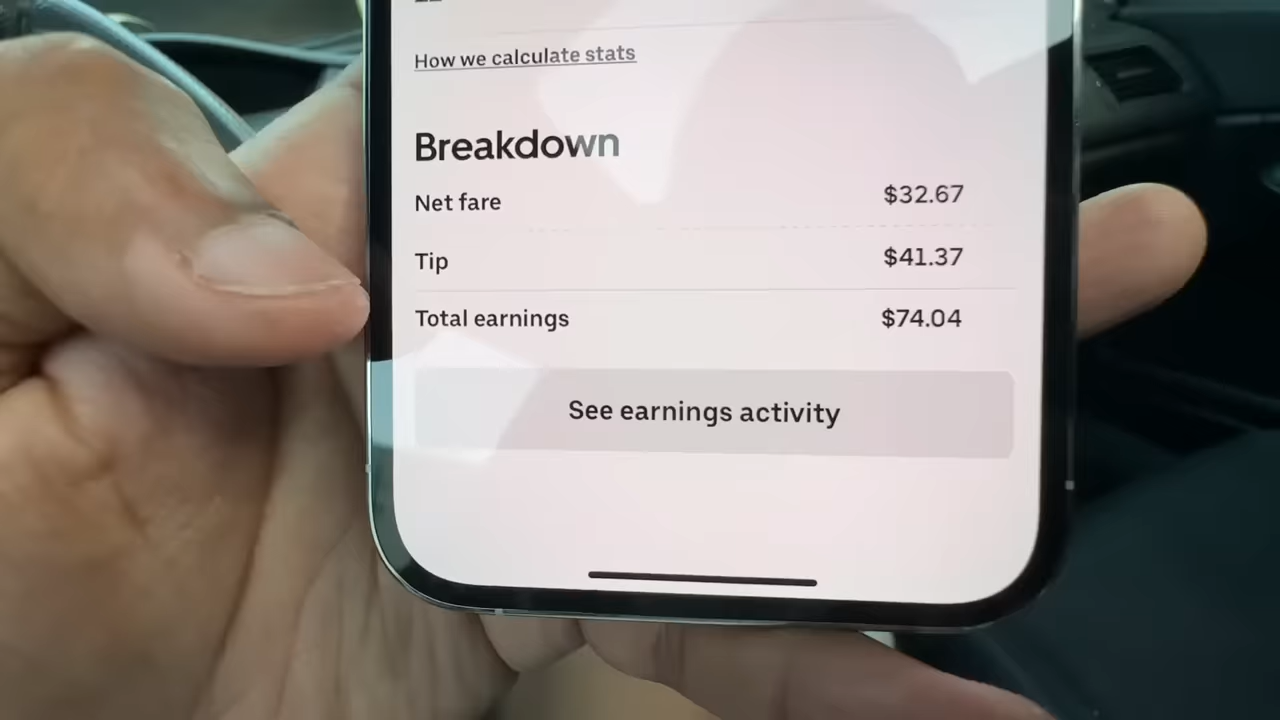 How we calculate stats
Breakdown
Net fare $32.67
Tip $41.37
Total earnings $74.04
See earnings activity